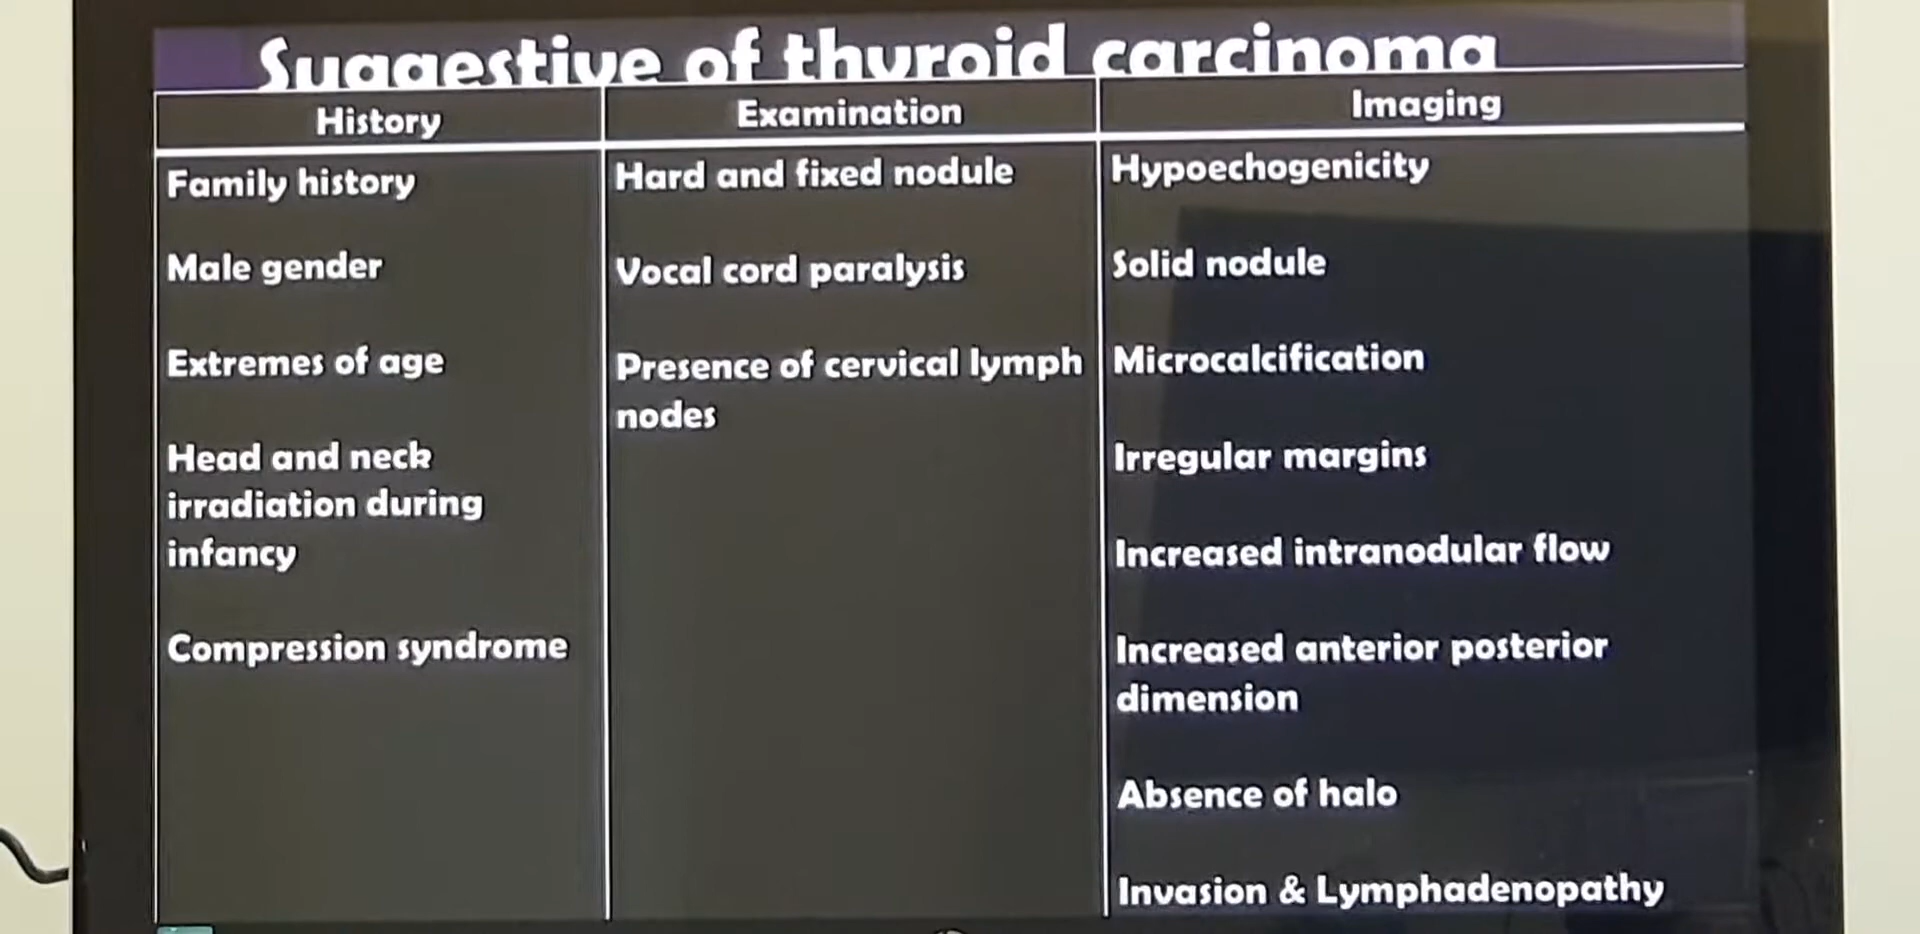 Suggestive of thyroid carcinoma
History
Examination
Imaging
Family history
Male gender
Extremes of age
Head and neck
irradiation during
infancy
Compression syndrome
Hard and fixed nodule
Vocal cord paralysis
Presence of cervical lymph
nodes
Hypoechogenicity
Solid nodule
Microcalcification
Irregular margins
Increased intranodular flow
Increased anterior posterior
dimension
Absence of halo
Invasion & Lymphadenopathy